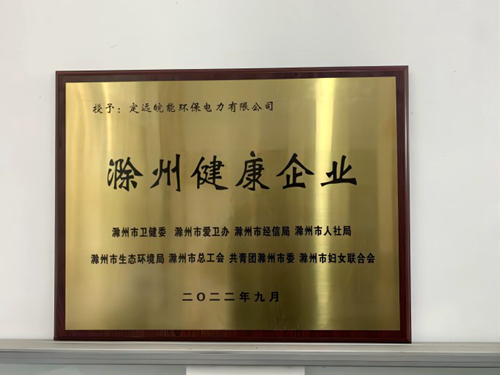 授予：定远皖能环保电力有限公司
滁州健康企业
滁州市卫健委 滁州市爱卫办 滁州市经信局 滁州市人社局
滁州市生态环境局 滁州市总工会 共青团滁州市委 滁州市妇女联合会
二〇二二年九月